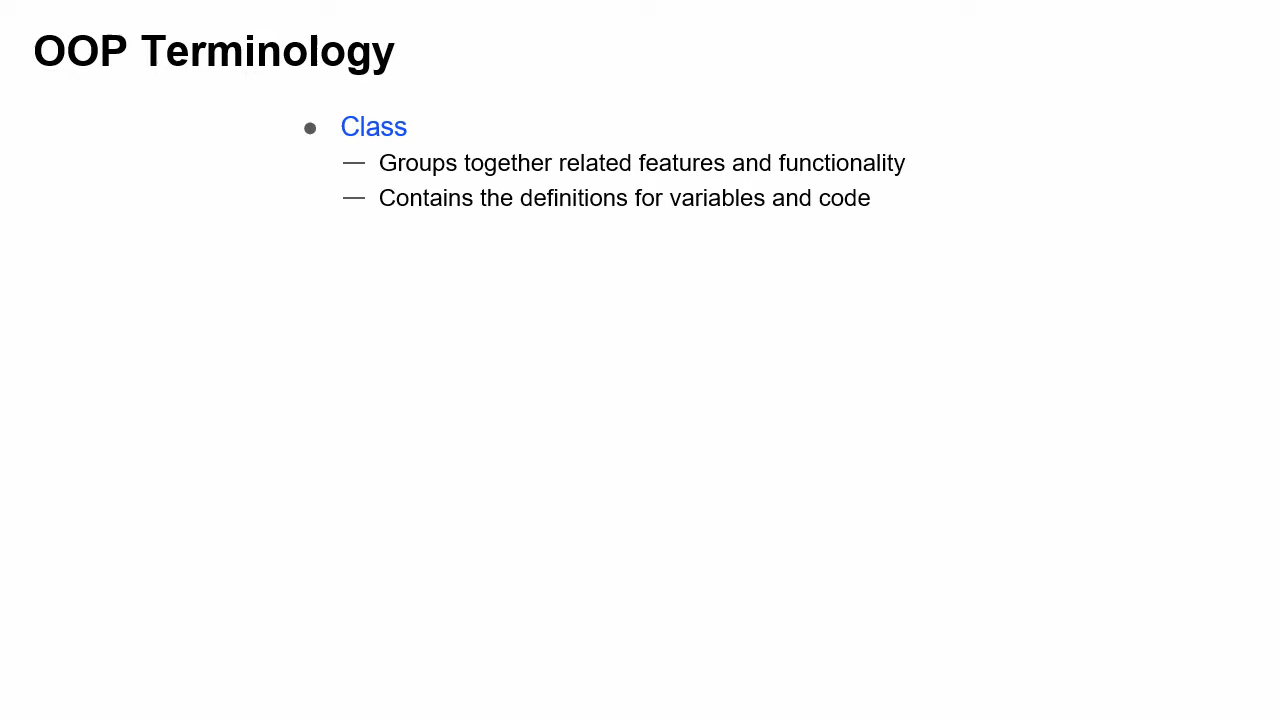 OOP Terminology
● Class
— Groups together related features and functionality
— Contains the definitions for variables and code